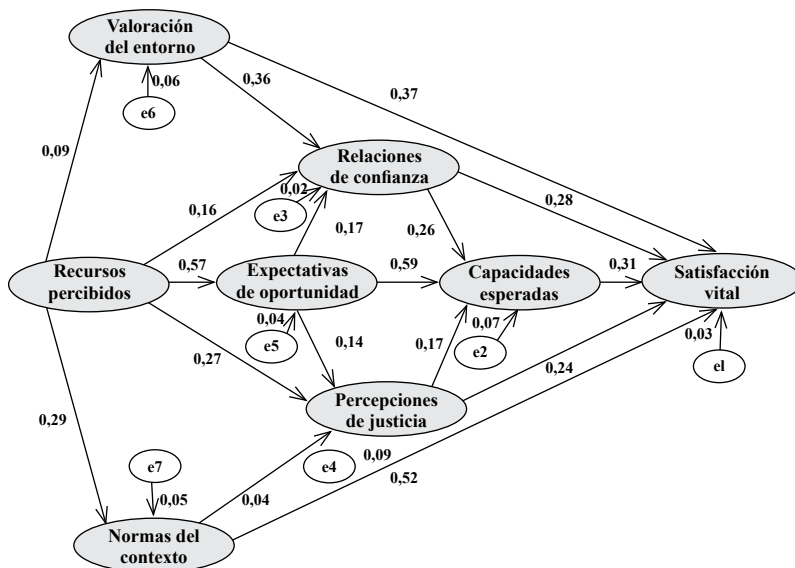 Valoración
del entorno
0,06
e6
0,36
0,37
0,09
Relaciones
de confianza
0,02
e3
0,16
0,17
0,26
0,28
Recursos
percibidos
0,57
Expectativas
de oportunidad
0,59
Capacidades
esperadas
0,31
Satisfacción
vital
0,04
e5
0,14
0,17
0,07
e2
0,03
el
0,27
0,24
Percepciones
de justicia
0,29
e7
0,05
e4
0,09
0,04
0,52
Normas del
contexto